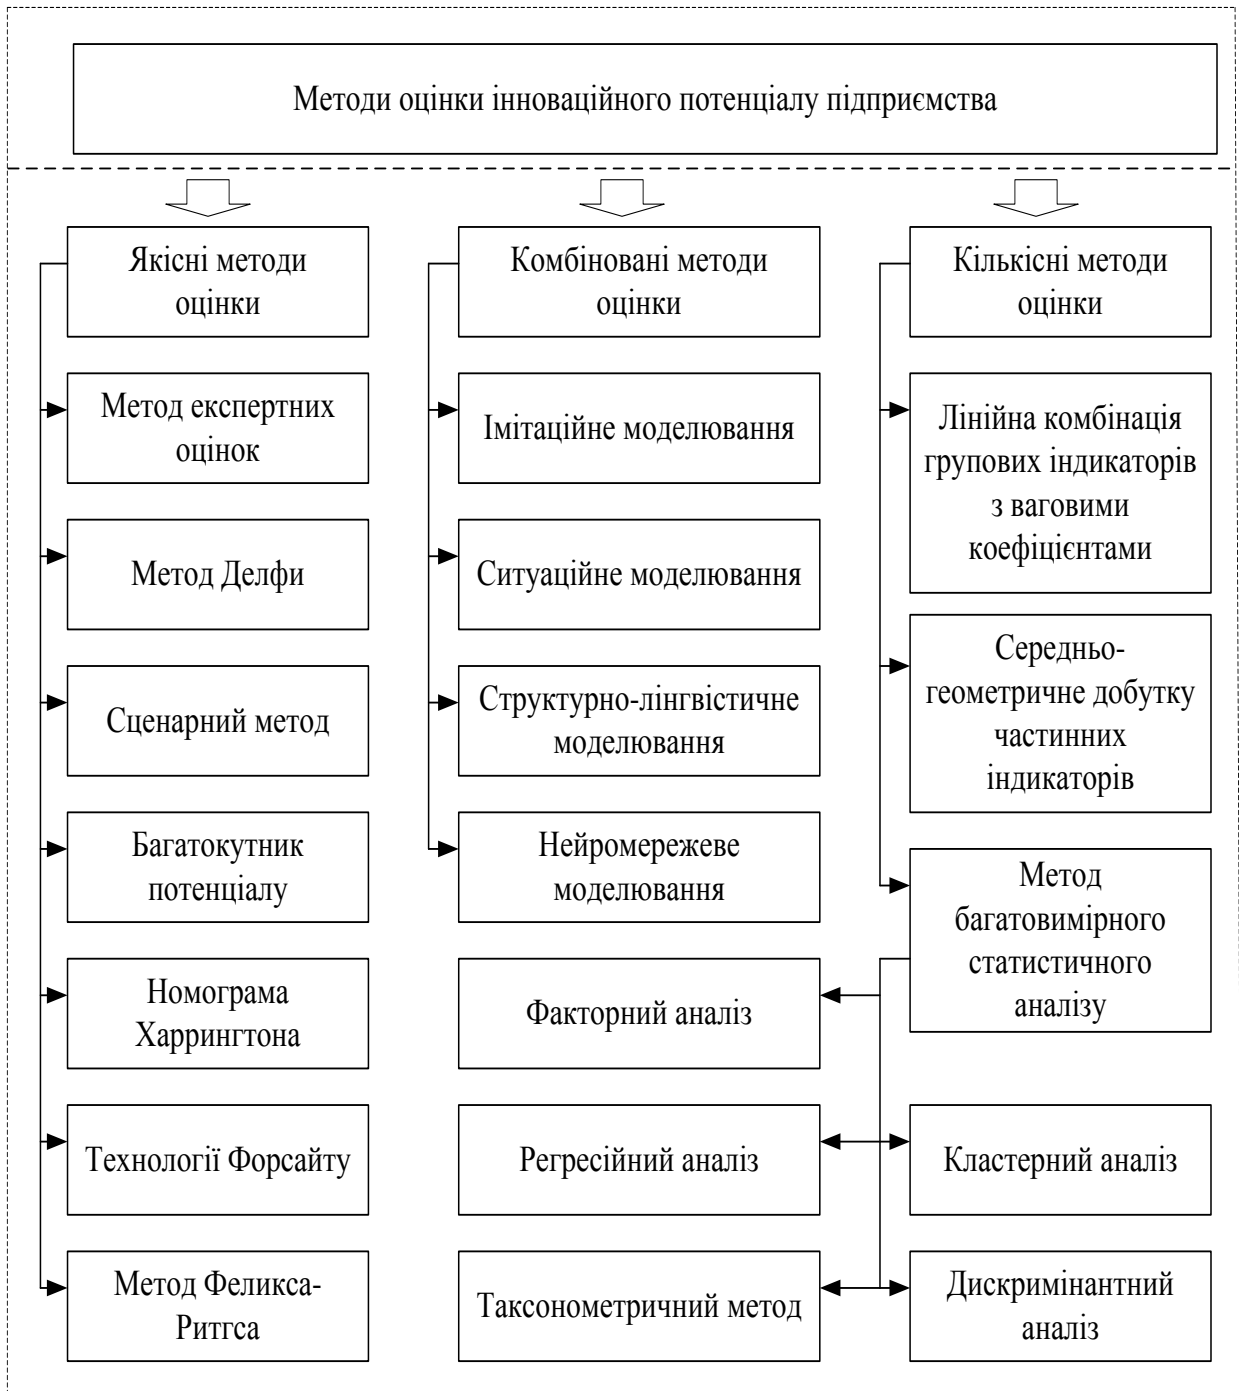 Методи оцінки інноваційного потенціалу підприємства
Якісні методи
оцінки
Метод експертних
оцінок
Метод Делфи
Сценарний метод
Багатокутник
потенціалу
Номограма
Харрингтона
Технології Форсайту
Метод Феликса-
Ритгса
Комбіновані методи
оцінки
Імітаційне моделювання
Ситуаційне моделювання
Структурно-лінгвістичне
моделювання
Нейромережеве
моделювання
Кількісні методи
оцінки
Лінійна комбінація
групових індикаторів
з ваговими
коефіцієнтами
Середньо-
геометричне добутку
частинних
індикаторів
Метод
багатовимірного
статистичного
аналізу
Факторний аналіз
Регресійний аналіз
Кластерний аналіз
Таксонометричний метод
Дискримінантний
аналіз